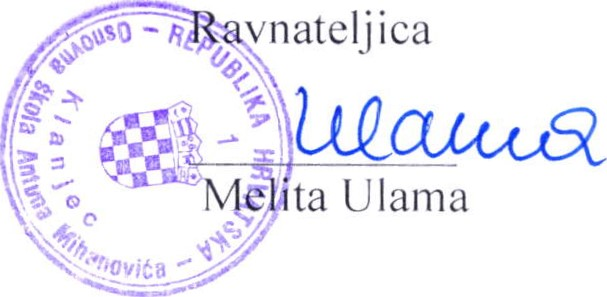 Ravnateljica
Ulama
Melita Ulama
REPUBLIKA HRVATSKA –
Osnovna škola Antuna Mihanovića –
Klanjec
1